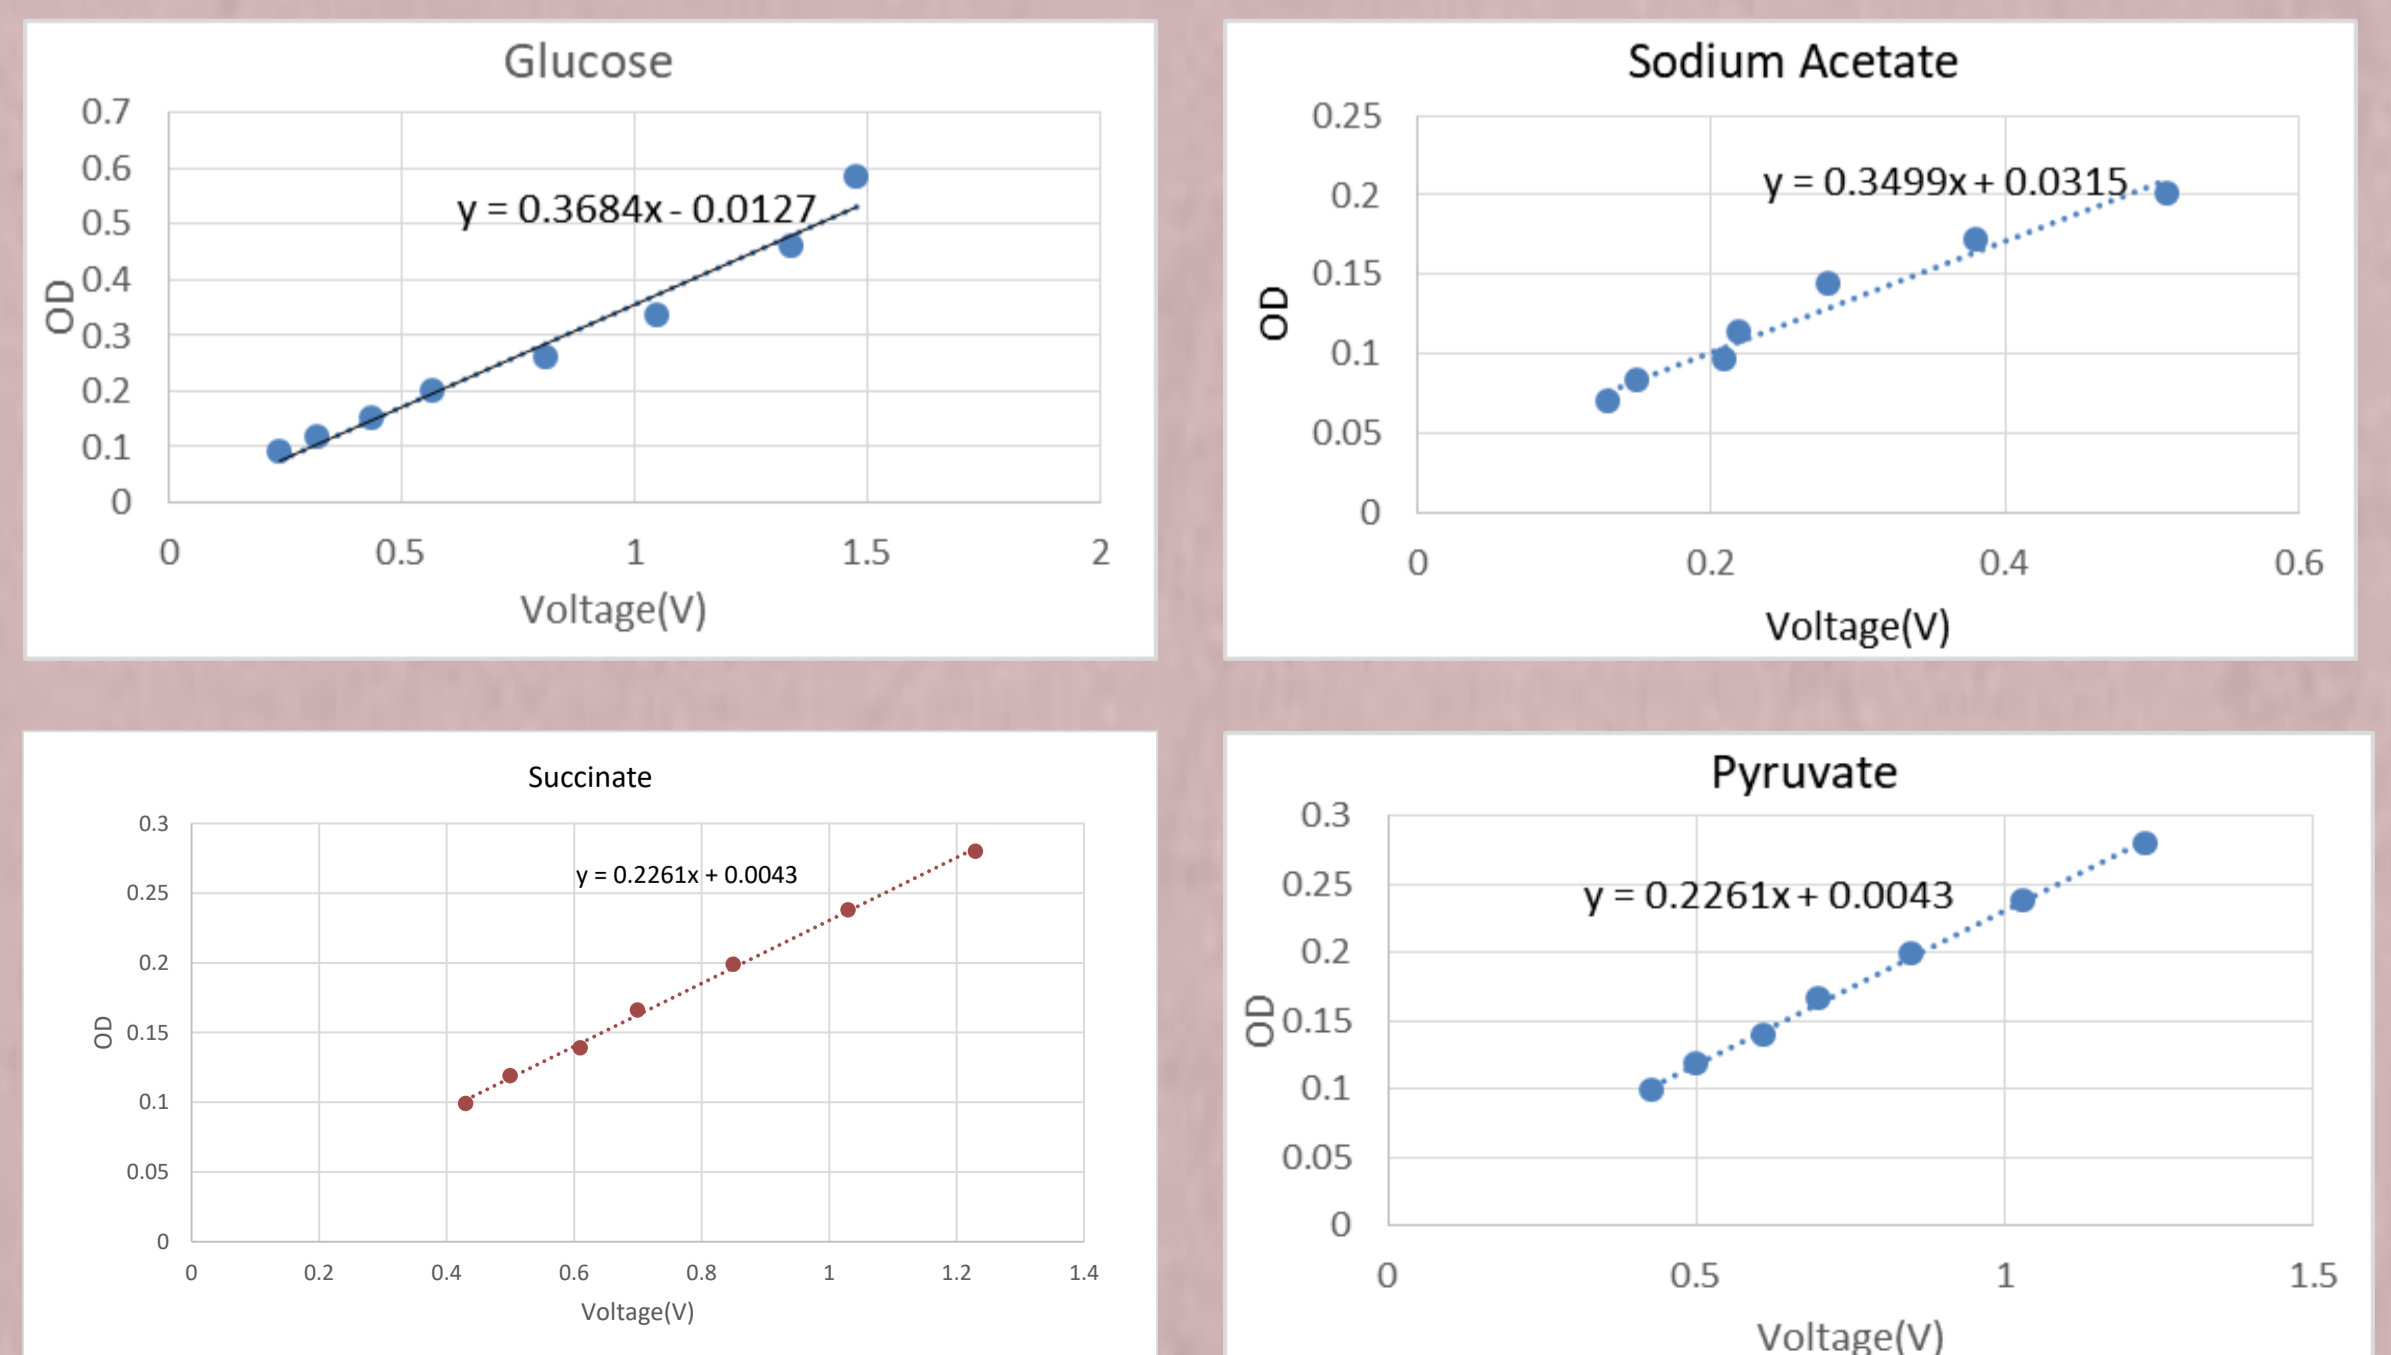 Glucose
0.7
0.6
y = 0.3684x - 0.0127
0.5
0.4
OD
0.3
0.2
0.1
0
0 0.5 1 1.5 2
Voltage(V)
Sodium Acetate
0.25
y = 0.3499x + 0.0315
0.2
0.15
OD
0.1
0.05
0
0 0.2 0.4 0.6
Voltage(V)
Succinate
0.3
y = 0.2261x + 0.0043
0.25
0.2
0.15
OD
0.1
0.05
0
0 0.2 0.4 0.6 0.8 1 1.2 1.4
Voltage(V)
Pyruvate
0.3
0.25
y = 0.2261x + 0.0043
0.2
OD
0.15
0.1
0.05
0
0 0.5 1 1.5
Voltage(V)